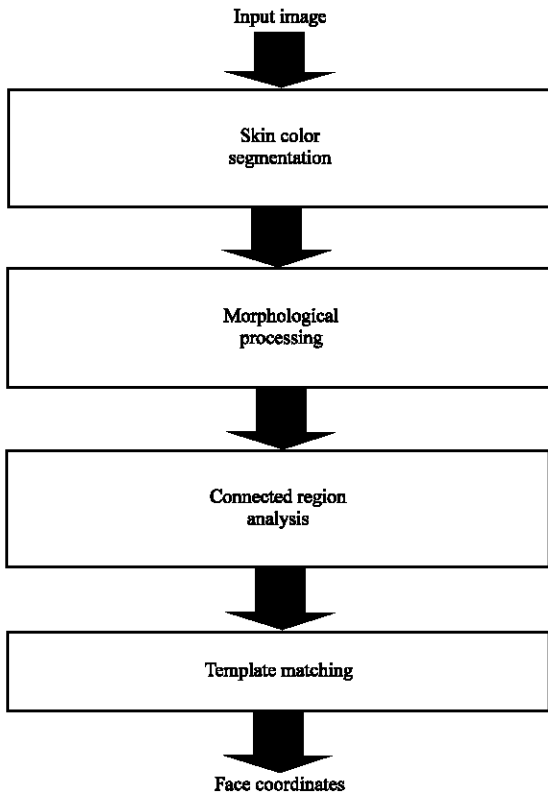 Input image
Skin color
segmentation
Morphological
processing
Connected region
analysis
Template matching
Face coordinates